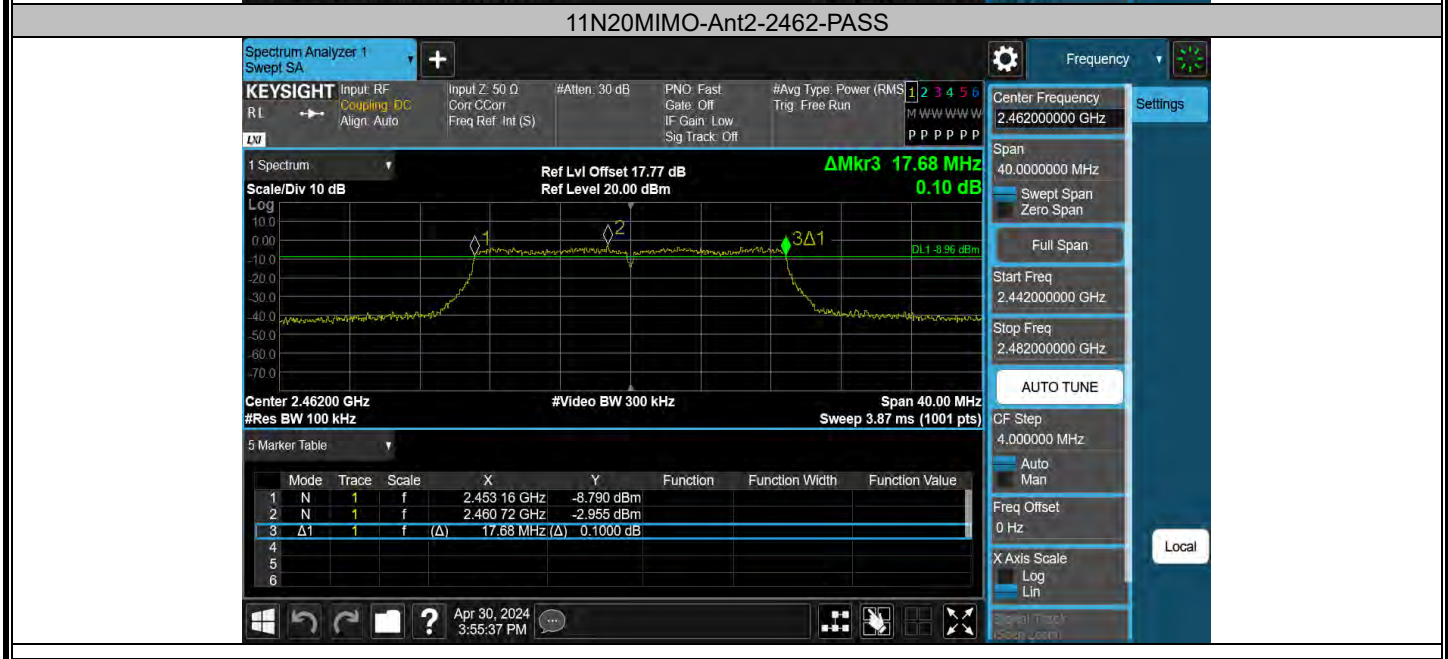 11N20MIMO-Ant2-2462-PASS
Spectrum Analyzer 1
Swept SA
+
Frequency
KEYSIGHT
RL
LXI
Input: RF
Coupling: DC
Align: Auto
Input Z: 50 Ω
Corr CCorr
Freq Ref: Int (S)
#Atten: 30 dB
PNO: Fast
Gate: Off
IF Gain: Low
Sig Track: Off
#Avg Type: Power (RMS
Trig: Free Run
1 2 3 4 5 6
M W W W W W
P P P P P P
1 Spectrum
Scale/Div 10 dB
Ref Lvl Offset 17.77 dB
Ref Level 20.00 dBm
ΔMkr3 17.68 MHz
0.10 dB
Log
10.0
0.00
-10.0
-20.0
-30.0
-40.0
-50.0
-60.0
-70.0
1
2
3Δ1
DL1 -8.96 dBm
Center 2.46200 GHz
#Video BW 300 kHz
Span 40.00 MHz
#Res BW 100 kHz
Sweep 3.87 ms (1001 pts)
5 Marker Table
Mode Trace Scale X Y Function Function Width Function Value
1 N 1 f 2.453 16 GHz -8.790 dBm
2 N 1 f 2.460 72 GHz -2.955 dBm
3 Δ1 1 f (Δ) 17.68 MHz (Δ) 0.1000 dB
4
5
6
?
Apr 30, 2024
3:55:37 PM
Center Frequency
2.462000000 GHz
Settings
Span
40.0000000 MHz
Swept Span
Zero Span
Full Span
Start Freq
2.442000000 GHz
Stop Freq
2.482000000 GHz
AUTO TUNE
CF Step
4.000000 MHz
Auto
Man
Freq Offset
0 Hz
X Axis Scale
Log
Lin
Local
Signal Track
(Span Zoom)